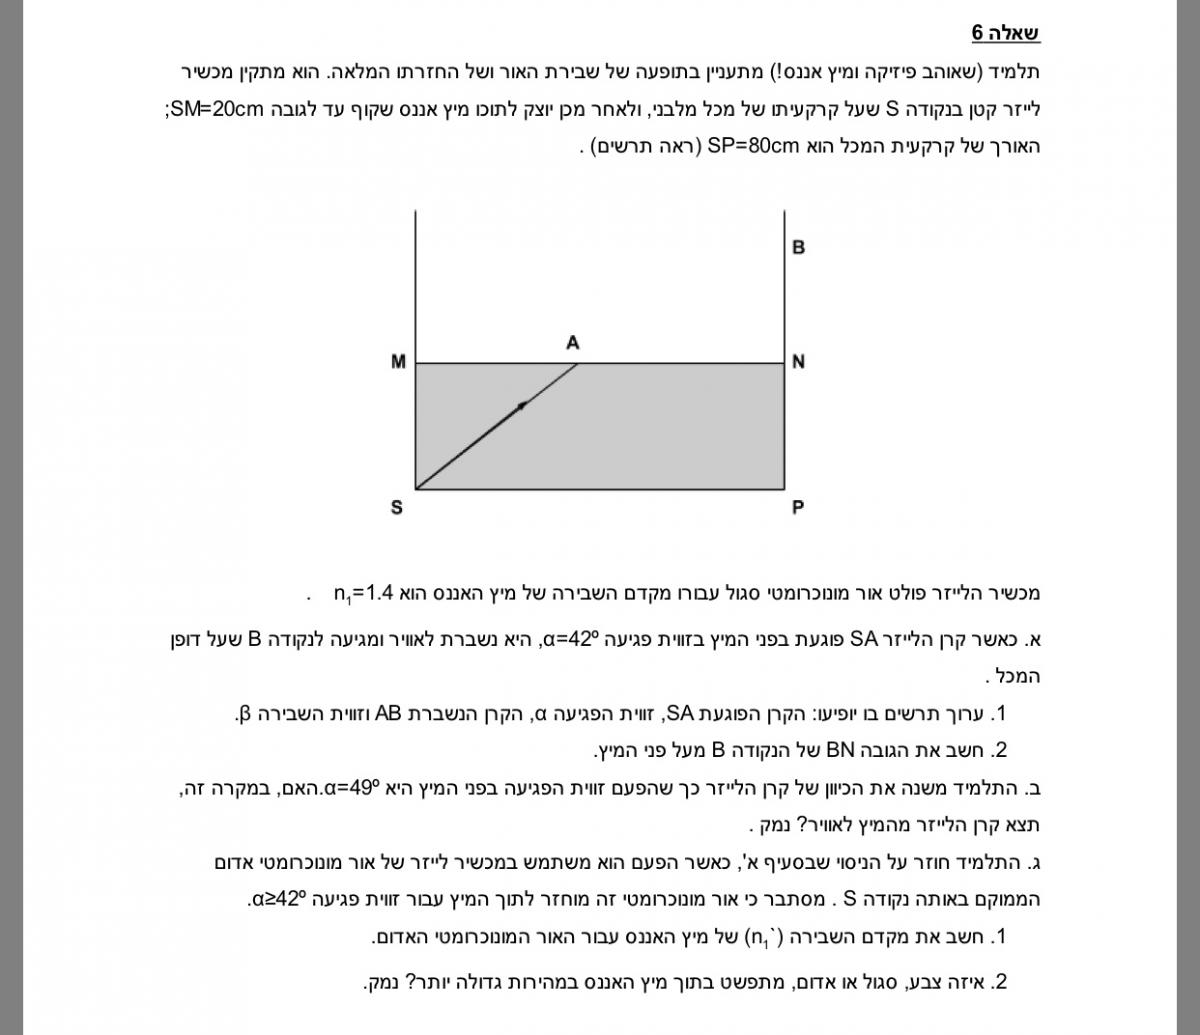 שאלה 6
תלמיד (שאוהב פיזיקה ומיץ אננס!) מתעניין בתופעה של שבירת האור ושל החזרתו המלאה. הוא מתקין מכשיר
לייזר קטן בנקודה S שעל קרקעיתו של מכל מלבני, ולאחר מכן יוצק לתוכו מיץ אננס שקוף עד לגובה SM=20cm;
האורך של קרקעית המכל הוא SP=80cm (ראה תרשים) .
B
A
M
N
S
P
מכשיר הלייזר פולט אור מונוכרומטי סגול עבורו מקדם השבירה של מיץ האננס הוא n₁=1.4 .
א. כאשר קרן הלייזר SA פוגעת בפני המיץ בזווית פגיעה α=42º, היא נשברת לאוויר ומגיעה לנקודה B שעל דופן
המכל .
1. ערוך תרשים בו יופיעו: הקרן הפוגעת SA, זווית הפגיעה α, הקרן הנשברת AB וזווית השבירה β.
2. חשב את הגובה BN של הנקודה B מעל פני המיץ.
ב. התלמיד משנה את הכיוון של קרן הלייזר כך שהפעם זווית הפגיעה בפני המיץ היא α=49º.האם, במקרה זה,
תצא קרן הלייזר מהמיץ לאוויר? נמק .
ג. התלמיד חוזר על הניסוי שבסעיף א', כאשר הפעם הוא משתמש במכשיר לייזר של אור מונוכרומטי אדום
הממוקם באותה נקודה S . מסתבר כי אור מונוכרומטי זה מוחזר לתוך המיץ עבור זווית פגיעה α≥42º.
1. חשב את מקדם השבירה (n₁`) של מיץ האננס עבור האור המונוכרומטי האדום.
2. איזה צבע, סגול או אדום, מתפשט בתוך מיץ האננס במהירות גדולה יותר? נמק.